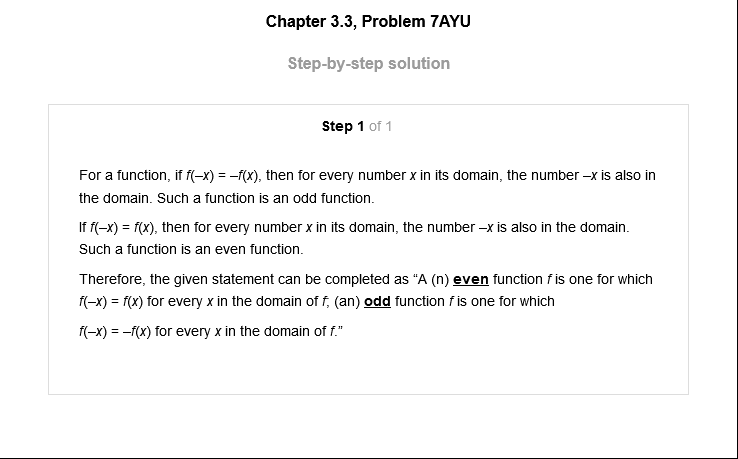 Chapter 3.3, Problem 7AYU
Step-by-step solution
Step 1 of 1
For a function, if f(–x) = –f(x), then for every number x in its domain, the number –x is also in
the domain. Such a function is an odd function.
If f(–x) = f(x), then for every number x in its domain, the number –x is also in the domain.
Such a function is an even function.
Therefore, the given statement can be completed as “A (n) even function f is one for which
f(–x) = f(x) for every x in the domain of f; (an) odd function f is one for which
f(–x) = –f(x) for every x in the domain of f.”